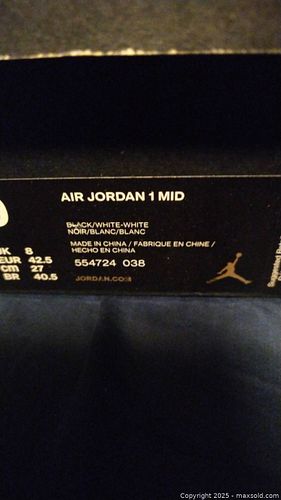 AIR JORDAN 1 MID
BLACK/WHITE-WHITE
NOIR/BLANC/BLANC
MADE IN CHINA / FABRIQUE EN CHINE /
HECHO EN CHINA
UK 8
EUR 42.5
cm 27
BR 40.5
554724 038
JORDAN.COM
Suggested
Copyright 2025 - maxsold.com